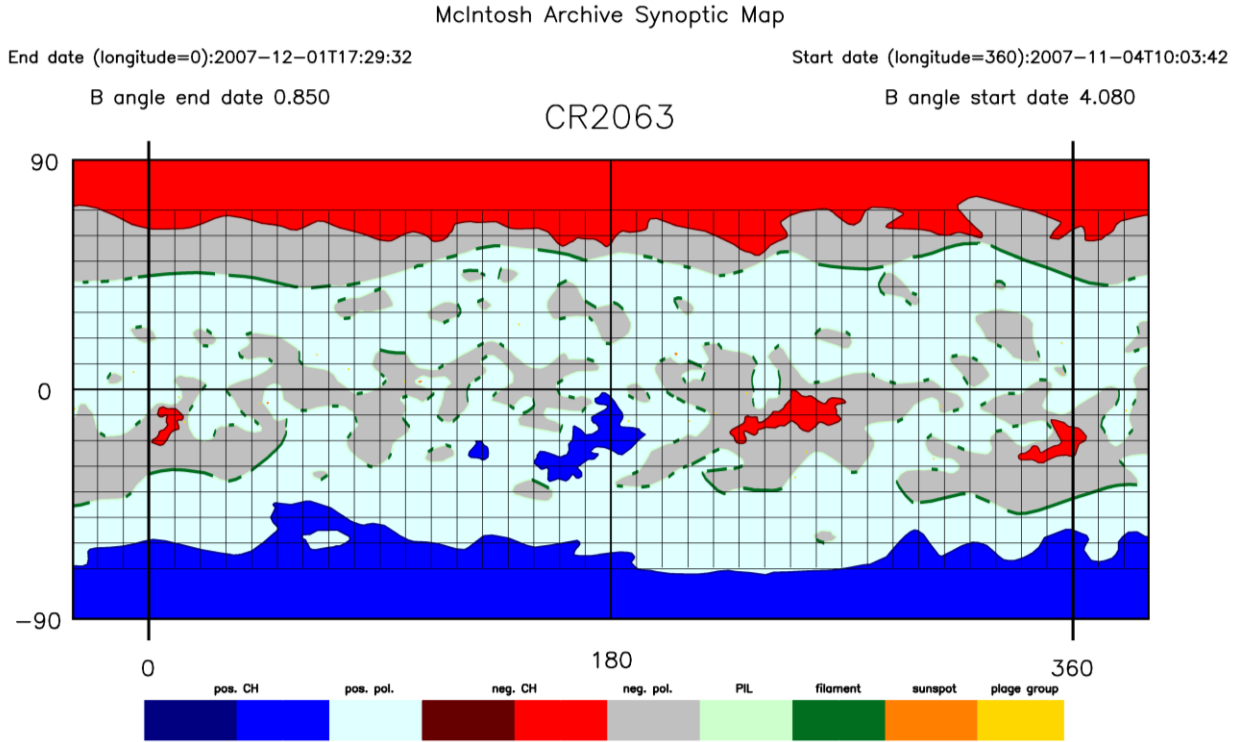 McIntosh Archive Synoptic Map
End date (longitude=0):2007-12-01T17:29:32
Start date (longitude=360):2007-11-04T10:03:42
B angle end date 0.850
B angle start date 4.080
CR2063
90
0
-90
0
180
360
pos. CH
pos. pol.
neg. CH
neg. pol.
PIL
filament
sunspot
plage group